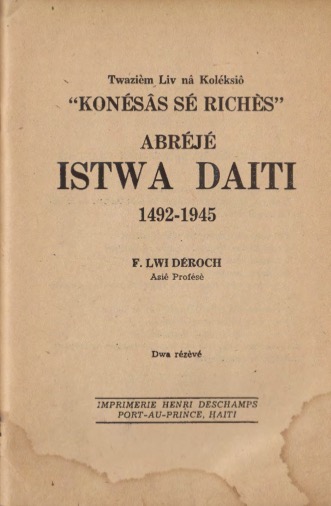 Twazièm Liv nâ Koléksiô
“KONÉSÂS SÉ RICHÈS”
ABRÉJÉ
ISTWA DAITI
1492-1945
F. LWI DÉROCH
Asiê Profésè
Dwa rézèvé
IMPRIMERIE HENRI DESCHAMPS
PORT-AU-PRINCE, HAITI